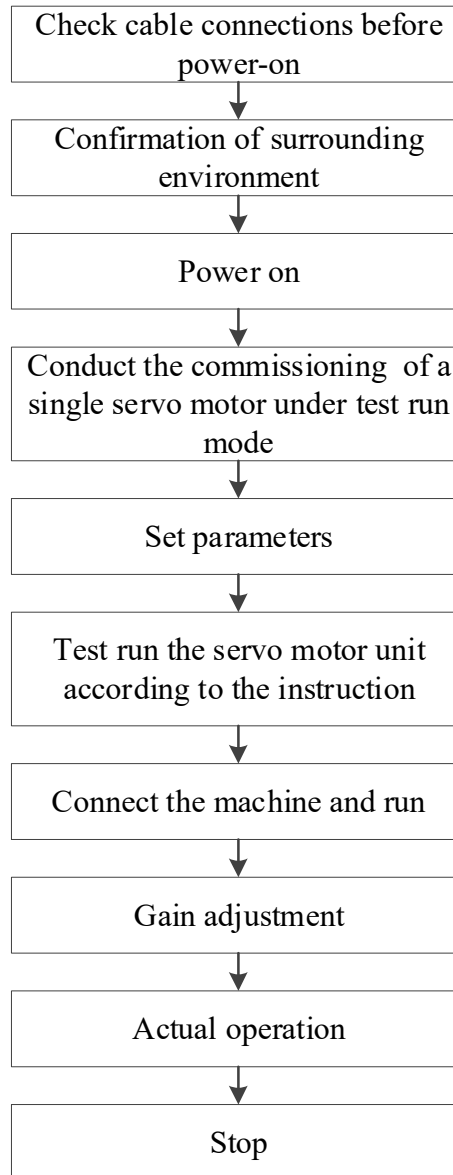 Check cable connections before
power-on
Confirmation of surrounding
environment
Power on
Conduct the commissioning of a
single servo motor under test run
mode
Set parameters
Test run the servo motor unit
according to the instruction
Connect the machine and run
Gain adjustment
Actual operation
Stop